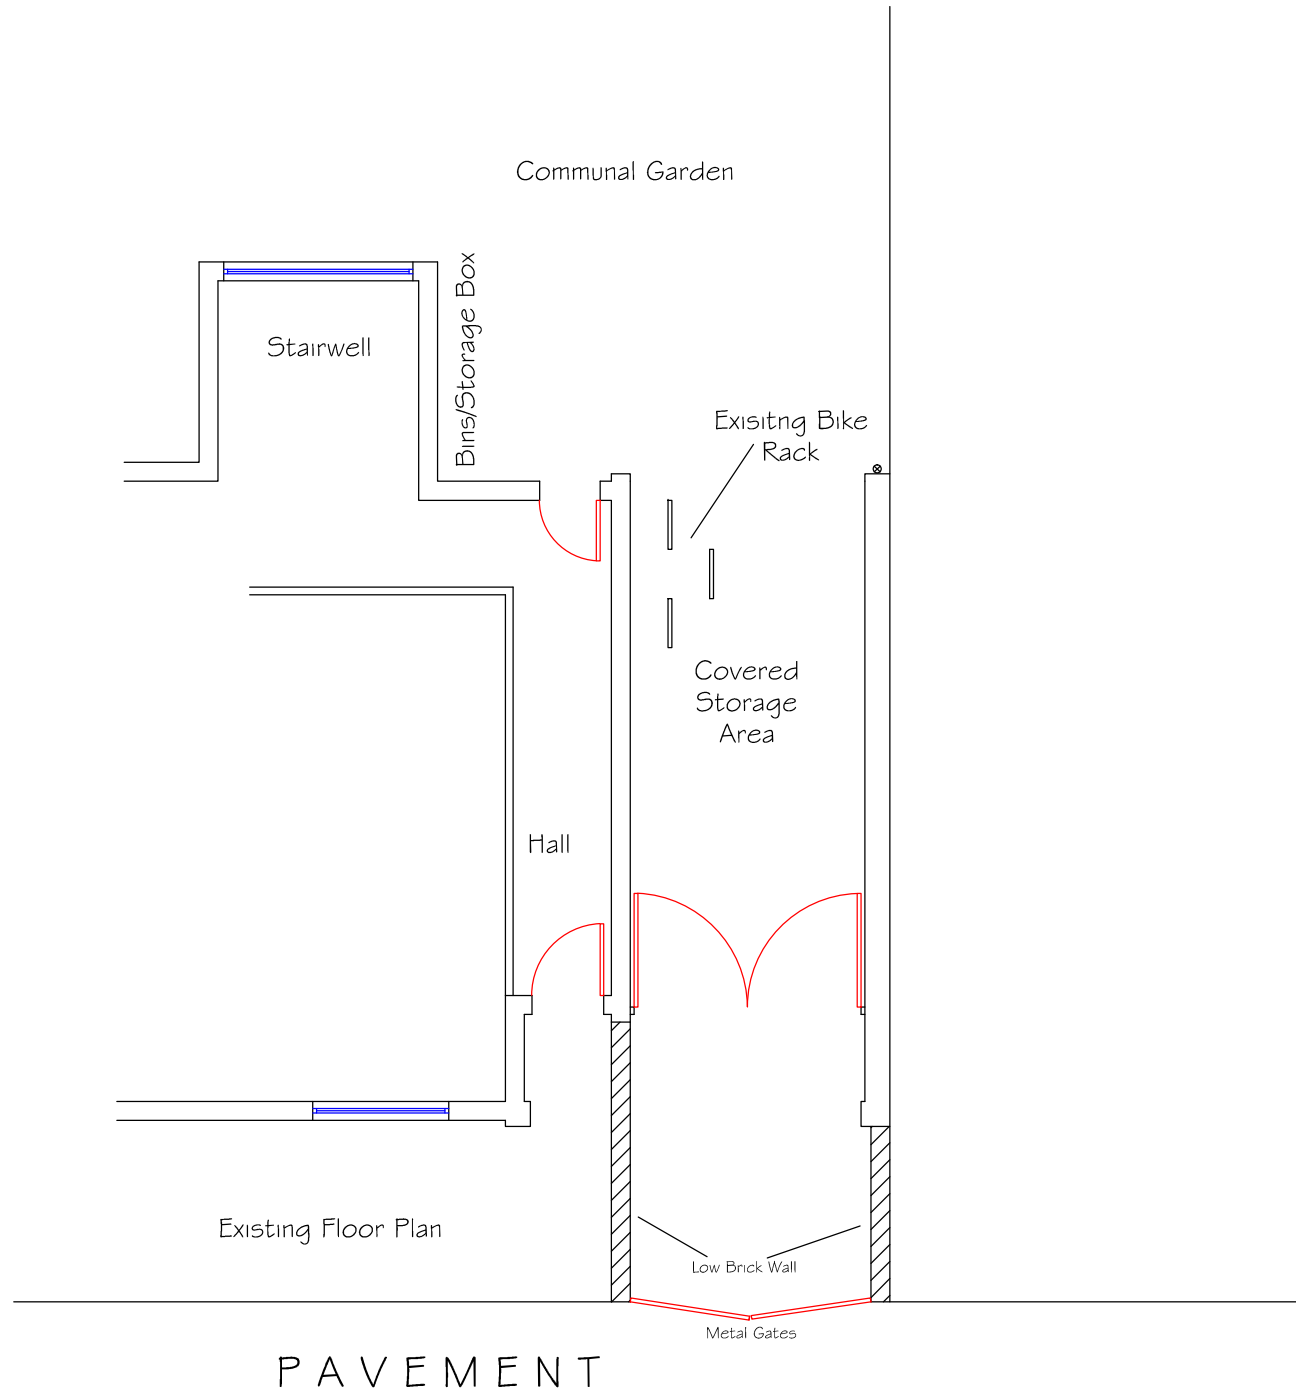 Communal Garden
Bins/Storage Box
Stairwell
Exisitng Bike
Rack
Covered
Storage
Area
Hall
Existing Floor Plan
Low Brick Wall
Metal Gates
PAVEMENT